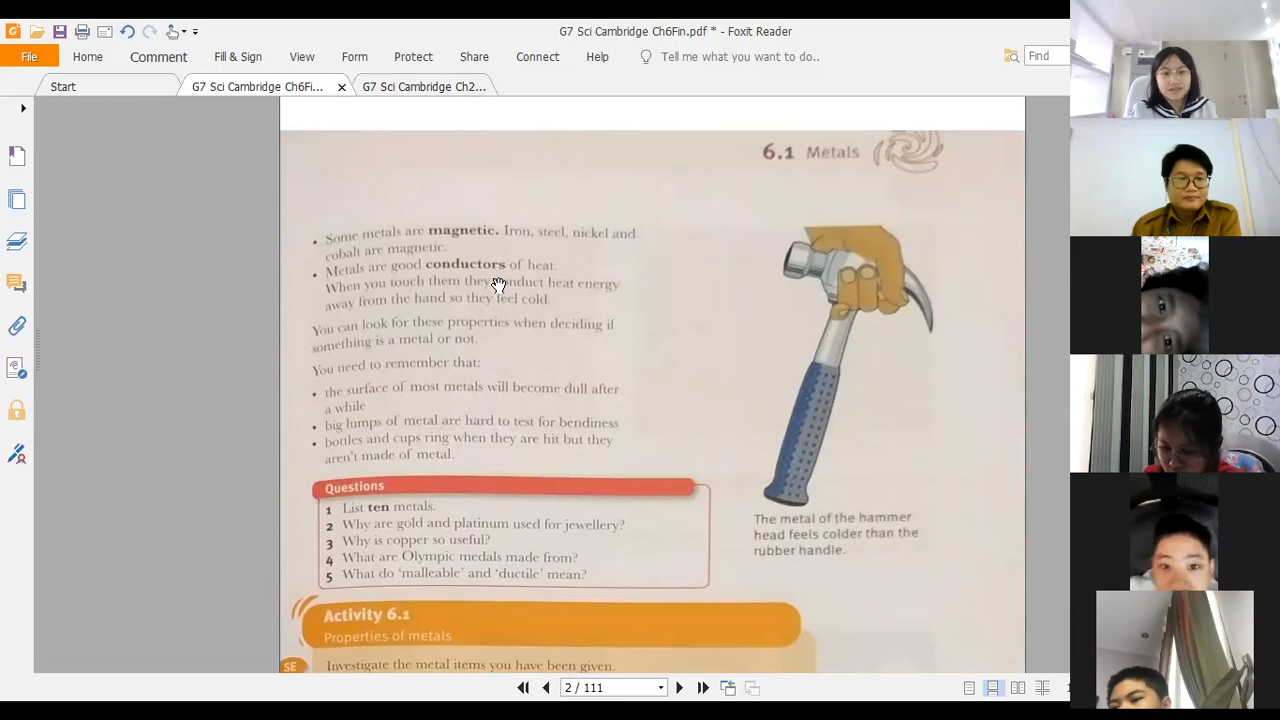 G7 Sci Cambridge Ch6Fin.pdf * - Foxit Reader
File Home Comment Fill & Sign View Form Protect Share Connect Help Tell me what you want to do.. Find
Start G7 Sci Cambridge Ch6Fi... G7 Sci Cambridge Ch2...
6.1 Metals
• Some metals are magnetic. Iron, steel, nickel and
cobalt are magnetic.
• Metals are good conductors of heat.
When you touch them they conduct heat energy
away from the hand so they feel cold.
You can look for these properties when deciding if
something is a metal or not.
You need to remember that:
• the surface of most metals will become dull after
a while
• big lumps of metal are hard to test for bendiness
• bottles and cups ring when they are hit but they
aren't made of metal.
The metal of the hammer
head feels colder than the
rubber handle.
Questions
1 List ten metals.
2 Why are gold and platinum used for jewellery?
3 Why is copper so useful?
4 What are Olympic medals made from?
5 What do 'malleable' and 'ductile' mean?
Activity 6.1
Properties of metals
SE Investigate the metal items you have been given.
2 / 111